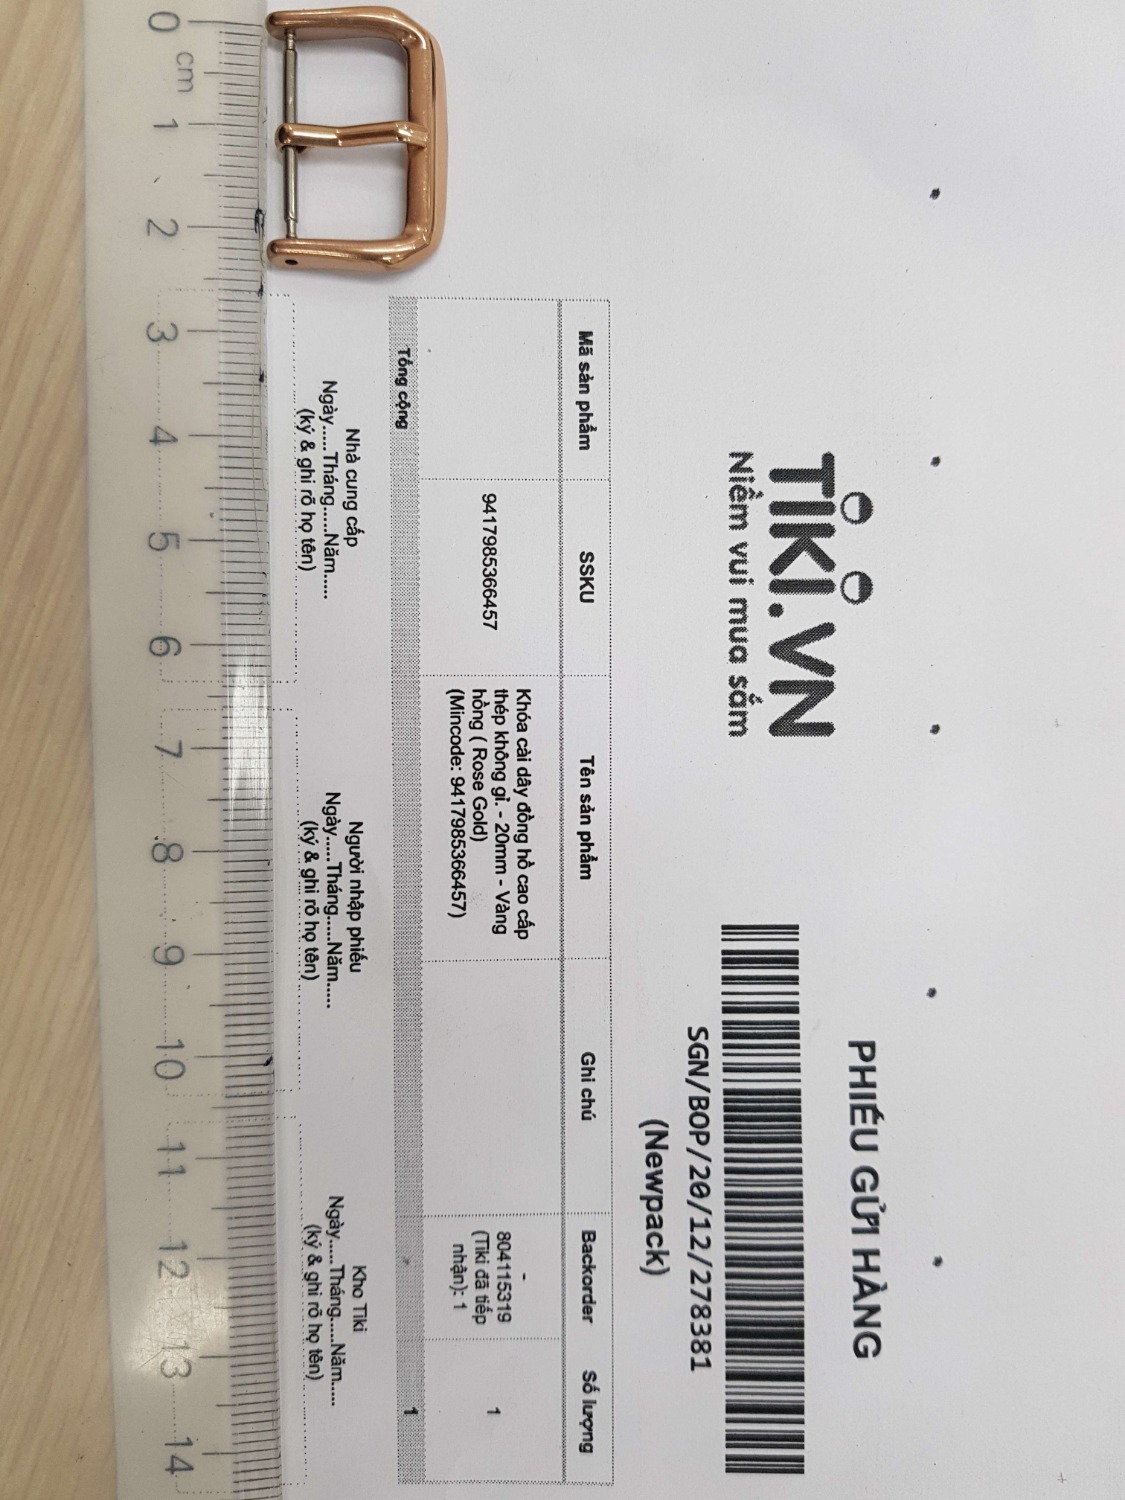 PHIẾU GỬI HÀNG
TIKI.VN
Niềm vui mua sắm
SGN/BOP/20/12/278381
(Newpack)
Mã sản phẩm SSKU Tên sản phẩm Ghi chú Backorder Số lượng
9417985366457
Khóa cài dây đồng hồ cao cấp
thép không gỉ. - 20mm - Vàng
hồng ( Rose Gold)
(Mincode: 9417985366457)
-
804115319
(Tiki đã tiếp
nhận): 1
1
Tổng cộng 1
Nhà cung cấp
Ngày.....Tháng.....Năm.....
(ký & ghi rõ họ tên)
Người nhập phiếu
Ngày.....Tháng.....Năm.....
(ký & ghi rõ họ tên)
Kho Tiki
Ngày.....Tháng.....Năm.....
(ký & ghi rõ họ tên)
0 cm 1 2 3 4 5 6 7 8 9 10 11 12 13 14